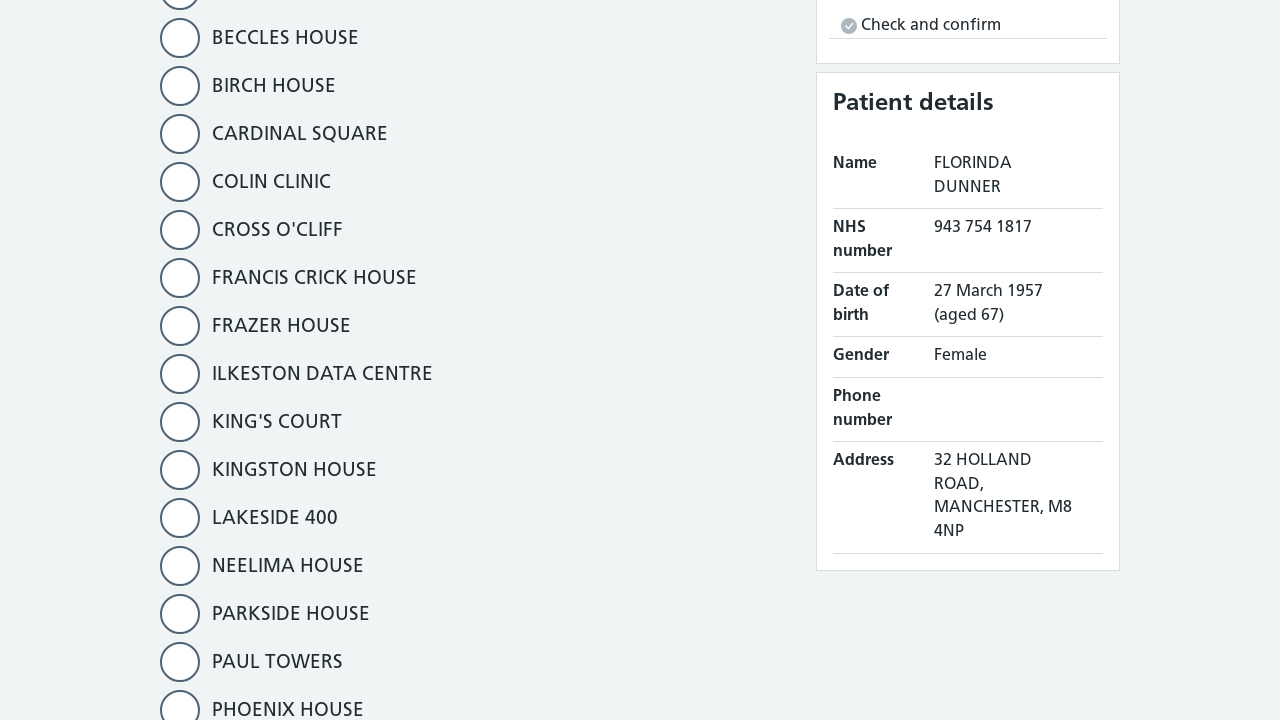 BECCLES HOUSE
BIRCH HOUSE
CARDINAL SQUARE
COLIN CLINIC
CROSS O'CLIFF
FRANCIS CRICK HOUSE
FRAZER HOUSE
ILKESTON DATA CENTRE
KING'S COURT
KINGSTON HOUSE
LAKESIDE 400
NEELIMA HOUSE
PARKSIDE HOUSE
PAUL TOWERS
PHOENIX HOUSE
Check and confirm
Patient details
Name FLORINDA
DUNNER
NHS 943 754 1817
number
Date of 27 March 1957
birth (aged 67)
Gender Female
Phone
number
Address 32 HOLLAND
ROAD,
MANCHESTER, M8
4NP